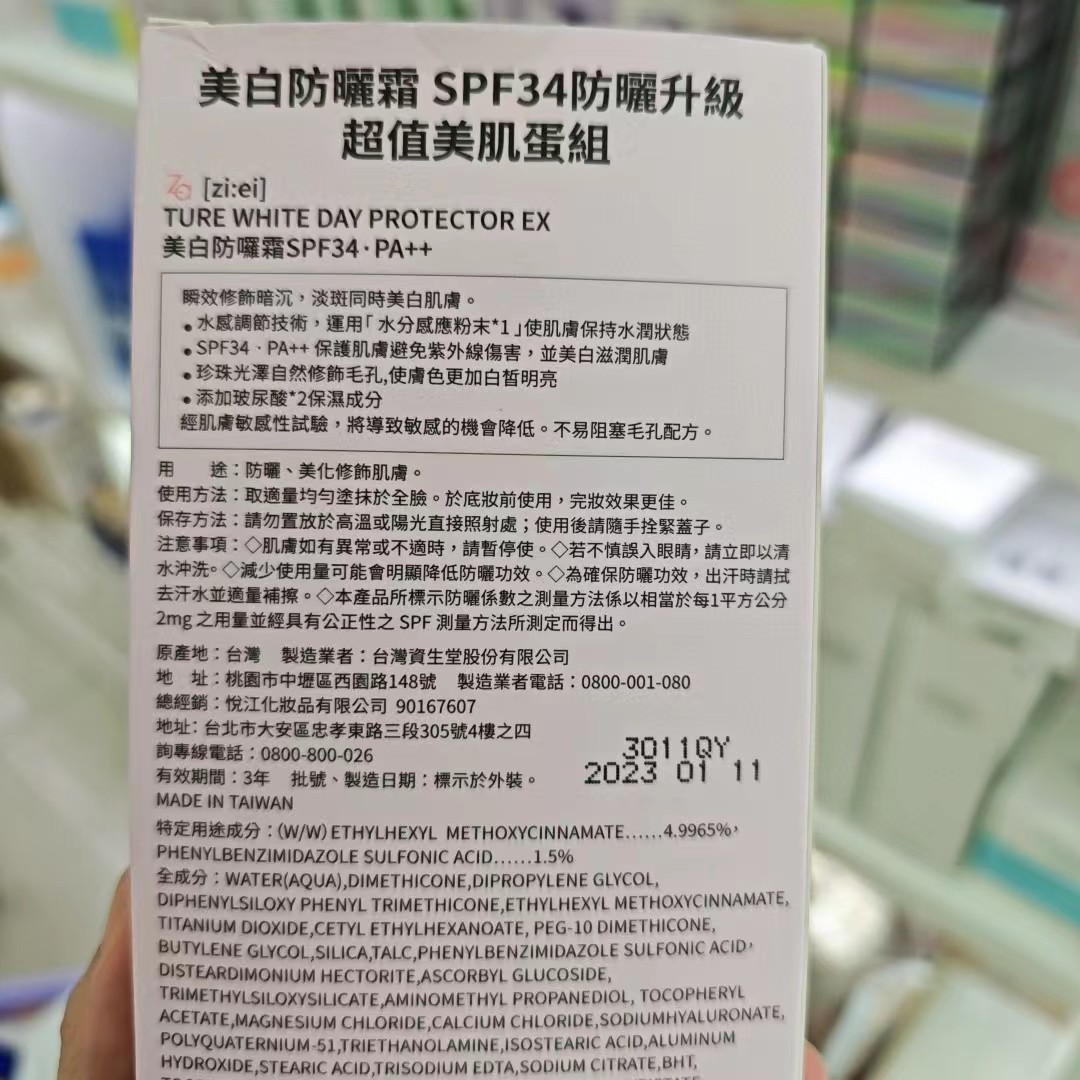 美白防曬霜 SPF34防曬升級
超值美肌蛋組
Za [zi:ei]
TURE WHITE DAY PROTECTOR EX
美白防囉霜SPF34·PA++
瞬效修飾暗沉，淡斑同時美白肌膚。
●水感調節技術，運用「水分感應粉末*1」使肌膚保持水潤狀態
●SPF34·PA++ 保護肌膚避免紫外線傷害，並美白滋潤肌膚
●珍珠光澤自然修飾毛孔,使膚色更加白皙明亮
●添加玻尿酸*2保濕成分
經肌膚敏感性試驗，將導致敏感的機會降低。不易阻塞毛孔配方。
用　　途：防曬、美化修飾肌膚。
使用方法：取適量均勻塗抹於全臉。於底妝前使用，完妝效果更佳。
保存方法：請勿置放於高溫或陽光直接照射處；使用後請隨手拴緊蓋子。
注意事項：◇肌膚如有異常或不適時，請暫停使。◇若不慎誤入眼睛，請立即以清
水沖洗。◇減少使用量可能會明顯降低防曬功效。◇為確保防曬功效，出汗時請拭
去汗水並適量補擦。◇本產品所標示防曬係數之測量方法係以相當於每1平方公分
2mg 之用量並經具有公正性之 SPF 測量方法所測定而得出。
原產地：台灣　製造業者：台灣資生堂股份有限公司
地　址：桃園市中壢區西園路148號　製造業者電話：0800-001-080
總經銷：悅江化妝品有限公司 90167607
地址：台北市大安區忠孝東路三段305號4樓之四
詢專線電話：0800-800-026
有效期間：3年　批號、製造日期：標示於外裝。
3011QY
2023 01 11
MADE IN TAIWAN
特定用途成分：（W/W）ETHYLHEXYL METHOXYCINNAMATE……4.9965%，
PHENYLBENZIMIDAZOLE SULFONIC ACID……1.5%
全成分：WATER(AQUA),DIMETHICONE,DIPROPYLENE GLYCOL,
DIPHENYLSILOXY PHENYL TRIMETHICONE,ETHYLHEXYL METHOXYCINNAMATE,
TITANIUM DIOXIDE,CETYL ETHYLHEXANOATE, PEG-10 DIMETHICONE,
BUTYLENE GLYCOL,SILICA,TALC,PHENYLBENZIMIDAZOLE SULFONIC ACID，
DISTEARDIMONIUM HECTORITE,ASCORBYL GLUCOSIDE,
TRIMETHYLSILOXYSILICATE,AMINOMETHYL PROPANEDIOL, TOCOPHERYL
ACETATE,MAGNESIUM CHLORIDE,CALCIUM CHLORIDE,SODIUMHYALURONATE,
POLYQUATERNIUM-51,TRIETHANOLAMINE,ISOSTEARIC ACID,ALUMINUM
HYDROXIDE,STEARIC ACID,TRISODIUM EDTA,SODIUM CITRATE,BHT,